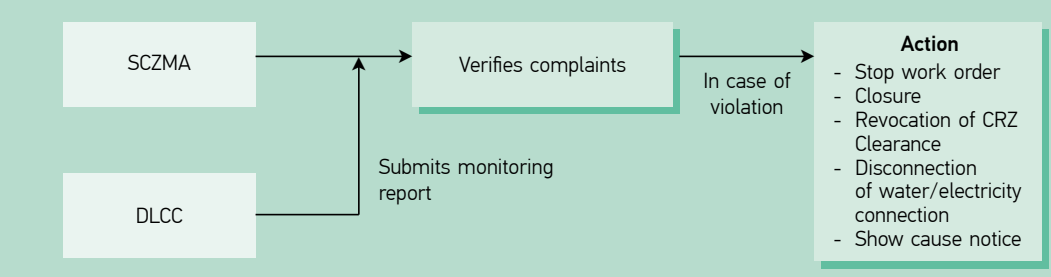 SCZMA
Verifies complaints
In case of
violation
Action
- Stop work order
- Closure
- Revocation of CRZ
Clearance
- Disconnection
of water/electricity
connection
- Show cause notice
Submits monitoring
report
DLCC